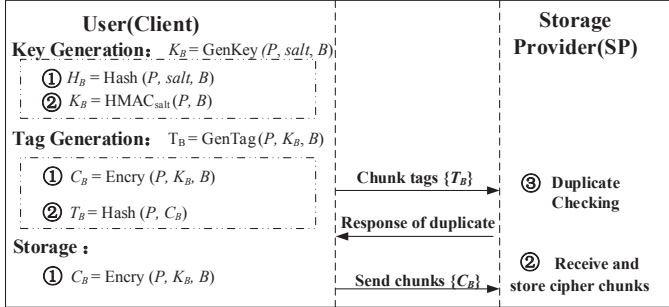 User(Client)
Storage
Provider(SP)
Key Generation： K_B = GenKey (P, salt, B)
① H_B = Hash (P, salt, B)
② K_B = HMAC_salt (P, B)
Tag Generation： T_B = GenTag (P, K_B, B)
① C_B = Encry (P, K_B, B)
② T_B = Hash (P, C_B)
Chunk tags {T_B}
③ Duplicate
Checking
Response of duplicate
Storage：
① C_B = Encry (P, K_B, B)
Send chunks {C_B}
② Receive and
store cipher chunks